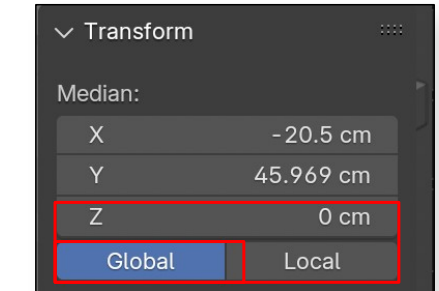 Transform
Median:
X -20.5 cm
Y 45.969 cm
Z 0 cm
Global Local